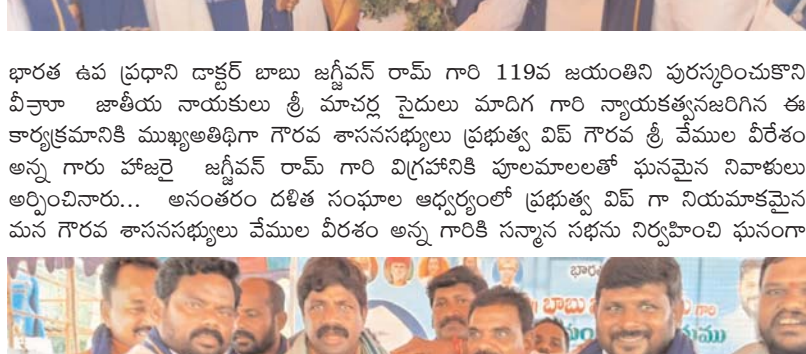 భారత ఉప ప్రధాని డాక్టర్ బాబు జగ్జీవన్ రామ్ గారి 119వ జయంతిని పురస్కరించుకొని
జాతీయ నాయకులు శ్రీ మాచర్ల సైదులు మాదిగ గారి న్యాయకత్వనజరిగిన ఈ
కార్యక్రమానికి ముఖ్యఅతిథిగా గౌరవ శాసనసభ్యులు ప్రభుత్వ విప్ గౌరవ శ్రీ వేముల వీరేశం
అన్న గారు హాజరై జగ్జీవన్ రామ్ గారి విగ్రహానికి పూలమాలలతో ఘనమైన నివాళులు
అర్పించినారు... అనంతరం దళిత సంఘాల ఆధ్వర్యంలో ప్రభుత్వ విప్ గా నియమాకమైన
మన గౌరవ శాసనసభ్యులు వేముల వీరశం అన్న గారికి సన్మాన సభను నిర్వహించి ఘనంగా
భార
బాబు గారి